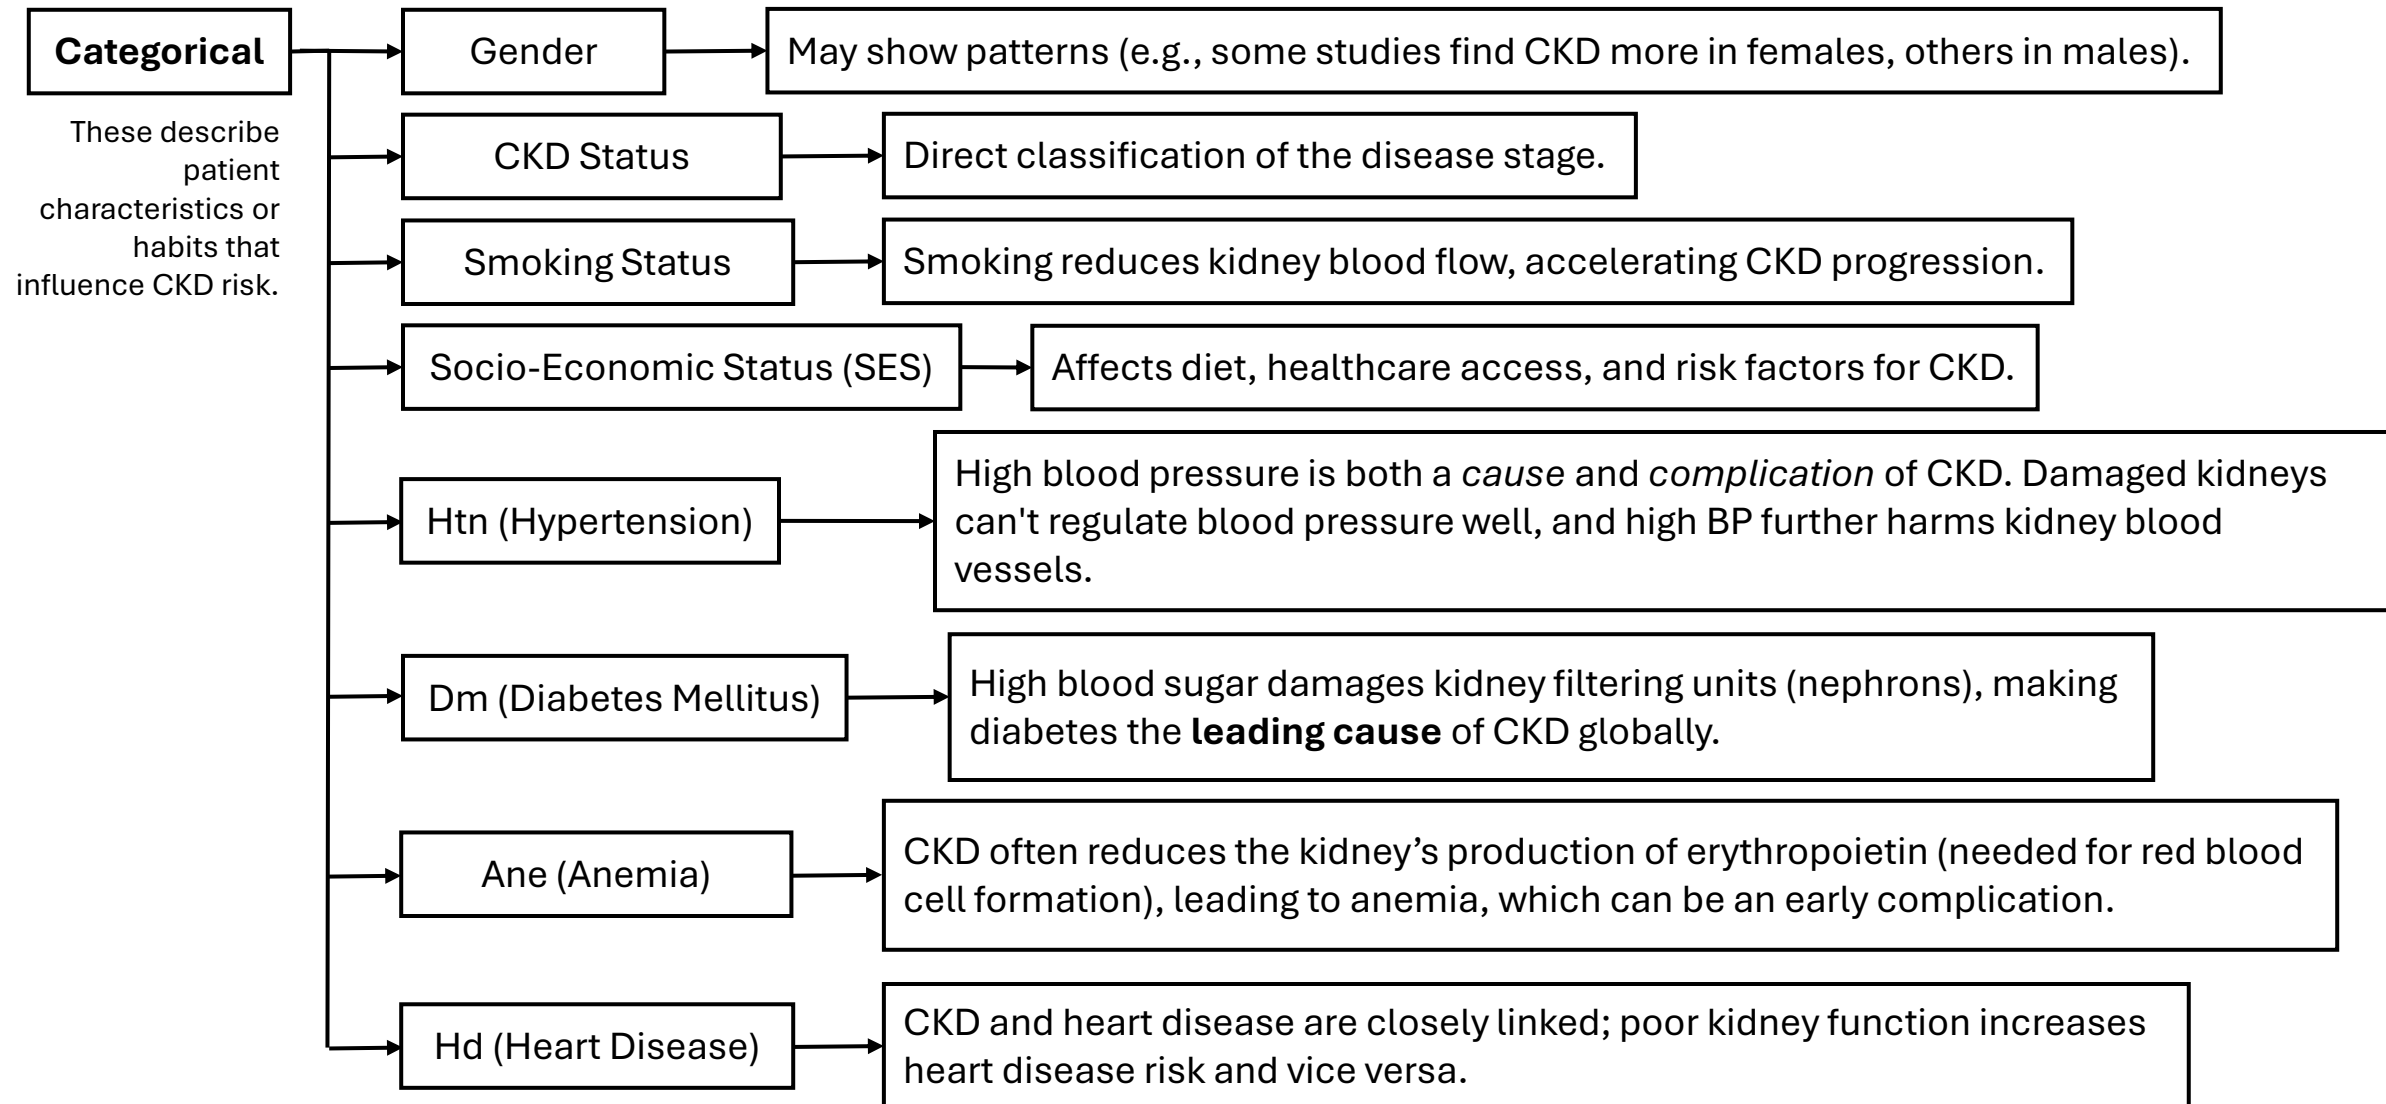 Categorical
These describe
patient
characteristics or
habits that
influence CKD risk.
Gender
May show patterns (e.g., some studies find CKD more in females, others in males).
CKD Status
Direct classification of the disease stage.
Smoking Status
Smoking reduces kidney blood flow, accelerating CKD progression.
Socio-Economic Status (SES)
Affects diet, healthcare access, and risk factors for CKD.
Htn (Hypertension)
High blood pressure is both a cause and complication of CKD. Damaged kidneys
can't regulate blood pressure well, and high BP further harms kidney blood
vessels.
Dm (Diabetes Mellitus)
High blood sugar damages kidney filtering units (nephrons), making
diabetes the leading cause of CKD globally.
Ane (Anemia)
CKD often reduces the kidney’s production of erythropoietin (needed for red blood
cell formation), leading to anemia, which can be an early complication.
Hd (Heart Disease)
CKD and heart disease are closely linked; poor kidney function increases
heart disease risk and vice versa.